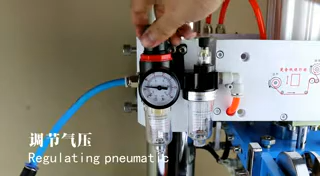 调节气压
Regulating pneumatic